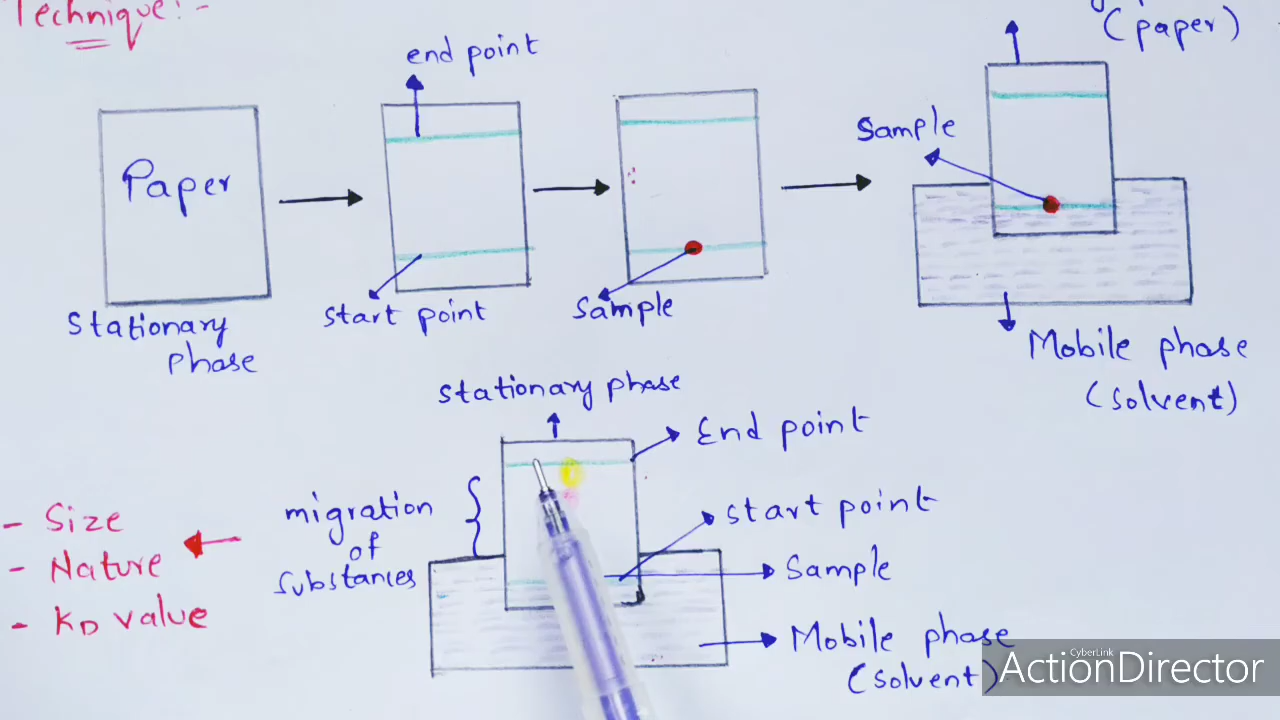 Technique:-
end point
(paper)
Sample
Paper
Stationary
phase
start point
Sample
Mobile phase
(solvent)
Stationary phase
End point
migration
of
substances
start point
Sample
Mobile phase
(solvent)
- Size
- Nature
- KD value
CyberLink
ActionDirector